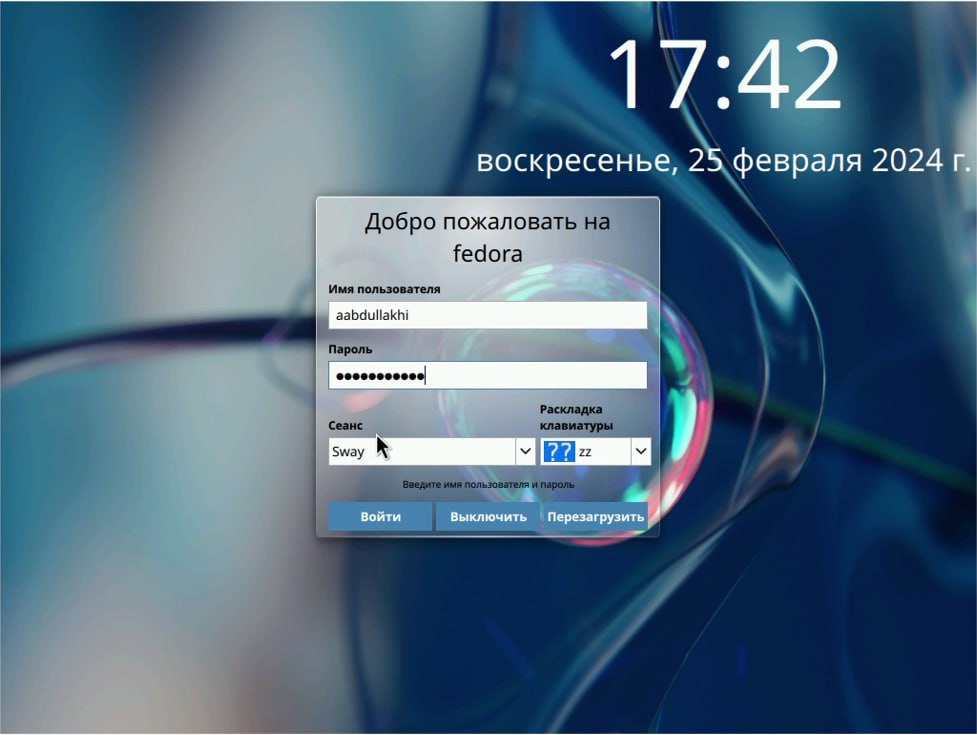 17:42
воскресенье, 25 февраля 2024 г.
Добро пожаловать на
fedora
Имя пользователя
aabdullakhi
Пароль
●●●●●●●●●●●
Сеанс
Раскладка
клавиатуры
Sway
?? zz
Введите имя пользователя и пароль
Войти
Выключить
Перезагрузить